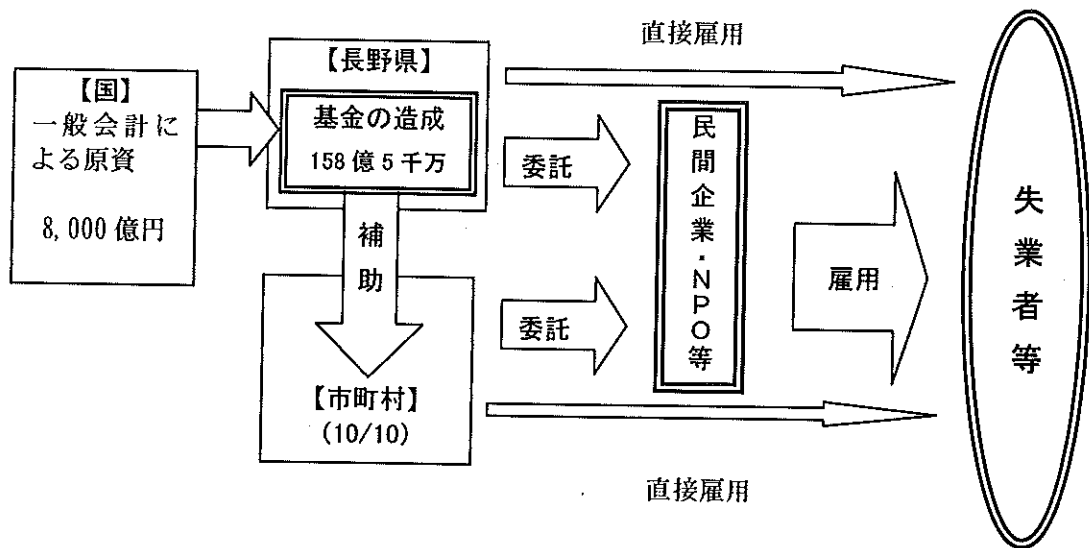 【国】
一般会計に
よる原資
8,000億円
【長野県】
基金の造成
158億5千万
補助
【市町村】
(10/10)
直接雇用
委託
委託
民間企業・NPO等
雇用
直接雇用
失業者等